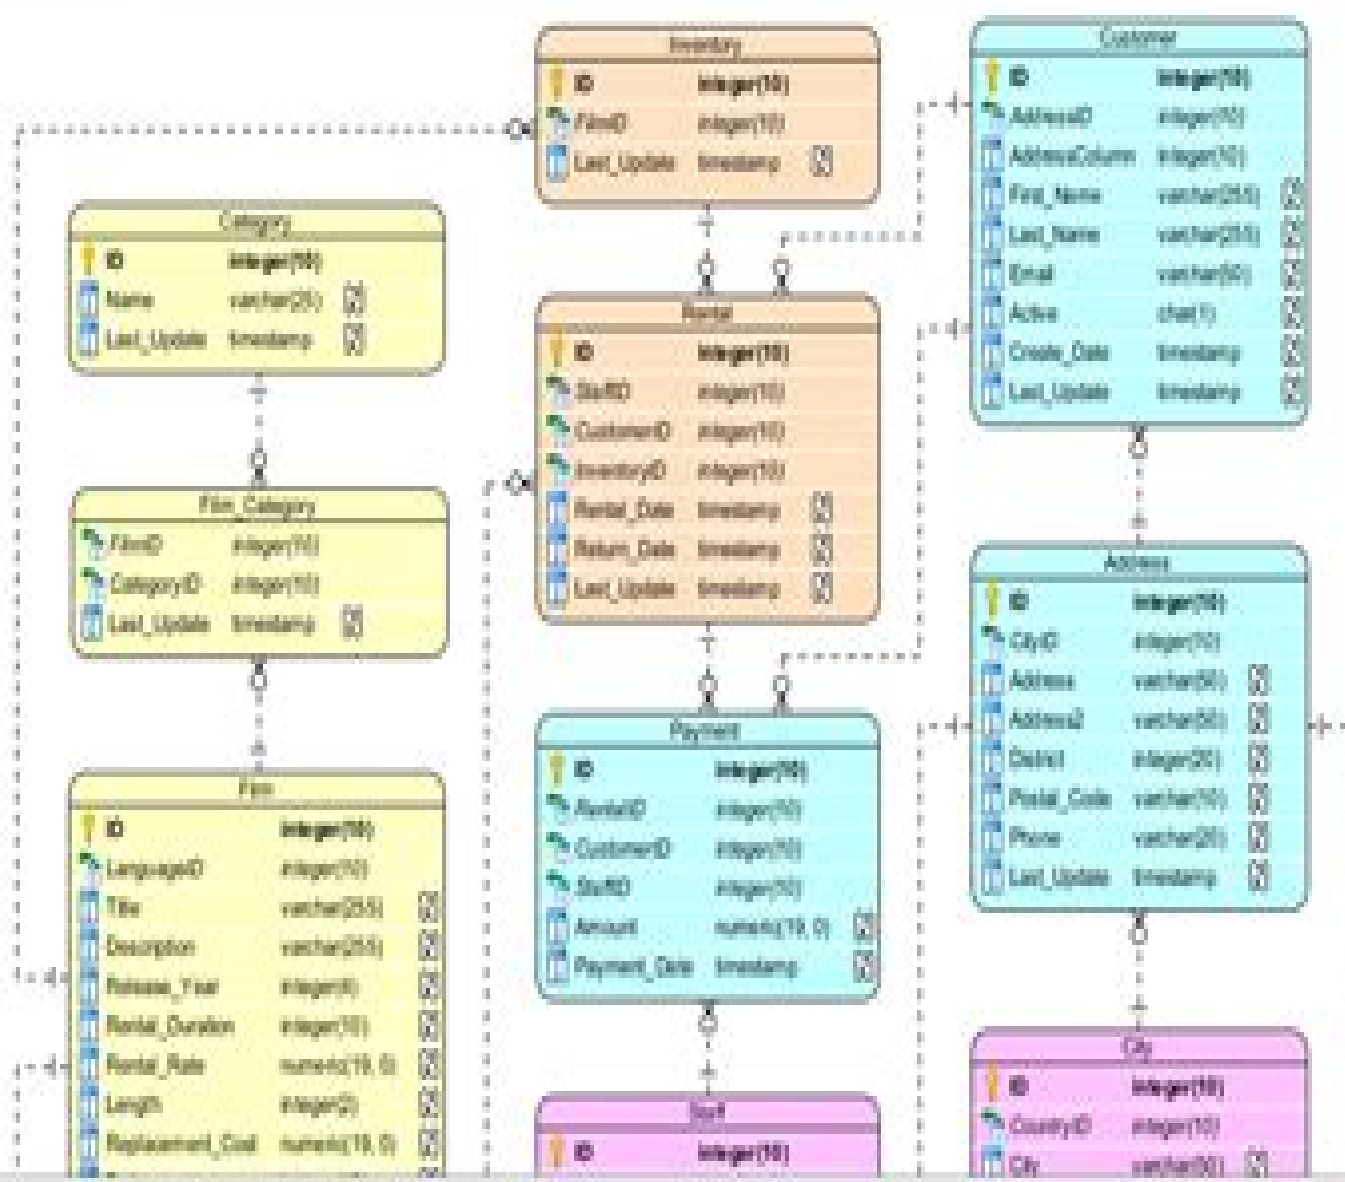 Inventory
ID integer(10)
FilmID integer(10)
Last_Update timestamp
Customer
ID integer(10)
AddressID integer(10)
AddressColumn integer(10)
First_Name varchar(255)
Last_Name varchar(255)
Email varchar(50)
Active char(1)
Create_Date timestamp
Last_Update timestamp
Category
ID integer(10)
Name varchar(25)
Last_Update timestamp
Rental
ID integer(10)
StaffID integer(10)
CustomerID integer(10)
InventoryID integer(10)
Rental_Date timestamp
Return_Date timestamp
Last_Update timestamp
Film_Category
FilmID integer(10)
CategoryID integer(10)
Last_Update timestamp
Address
ID integer(10)
CityID integer(10)
Address varchar(50)
Address2 varchar(50)
District integer(20)
Postal_Code varchar(10)
Phone varchar(20)
Last_Update timestamp
Payment
ID integer(10)
RentalID integer(10)
CustomerID integer(10)
StaffID integer(10)
Amount numeric(19, 0)
Payment_Date timestamp
Film
ID integer(10)
LanguageID integer(10)
Title varchar(255)
Description varchar(255)
Release_Year integer(4)
Rental_Duration integer(10)
Rental_Rate numeric(19, 0)
Length integer(2)
Replacement_Cost numeric(19, 0)
Staff
ID integer(10)
City
ID integer(10)
CountryID integer(10)
City varchar(50)